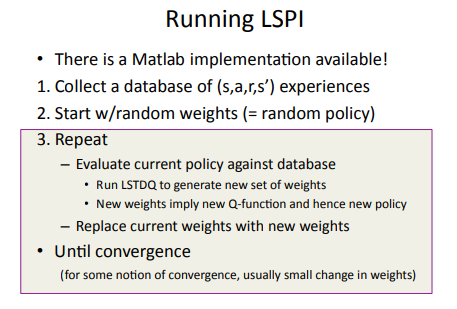 Running LSPI
• There is a Matlab implementation available!
1. Collect a database of (s,a,r,s’) experiences
2. Start w/random weights (= random policy)
3. Repeat
– Evaluate current policy against database
• Run LSTDQ to generate new set of weights
• New weights imply new Q-function and hence new policy
– Replace current weights with new weights
• Until convergence
(for some notion of convergence, usually small change in weights)